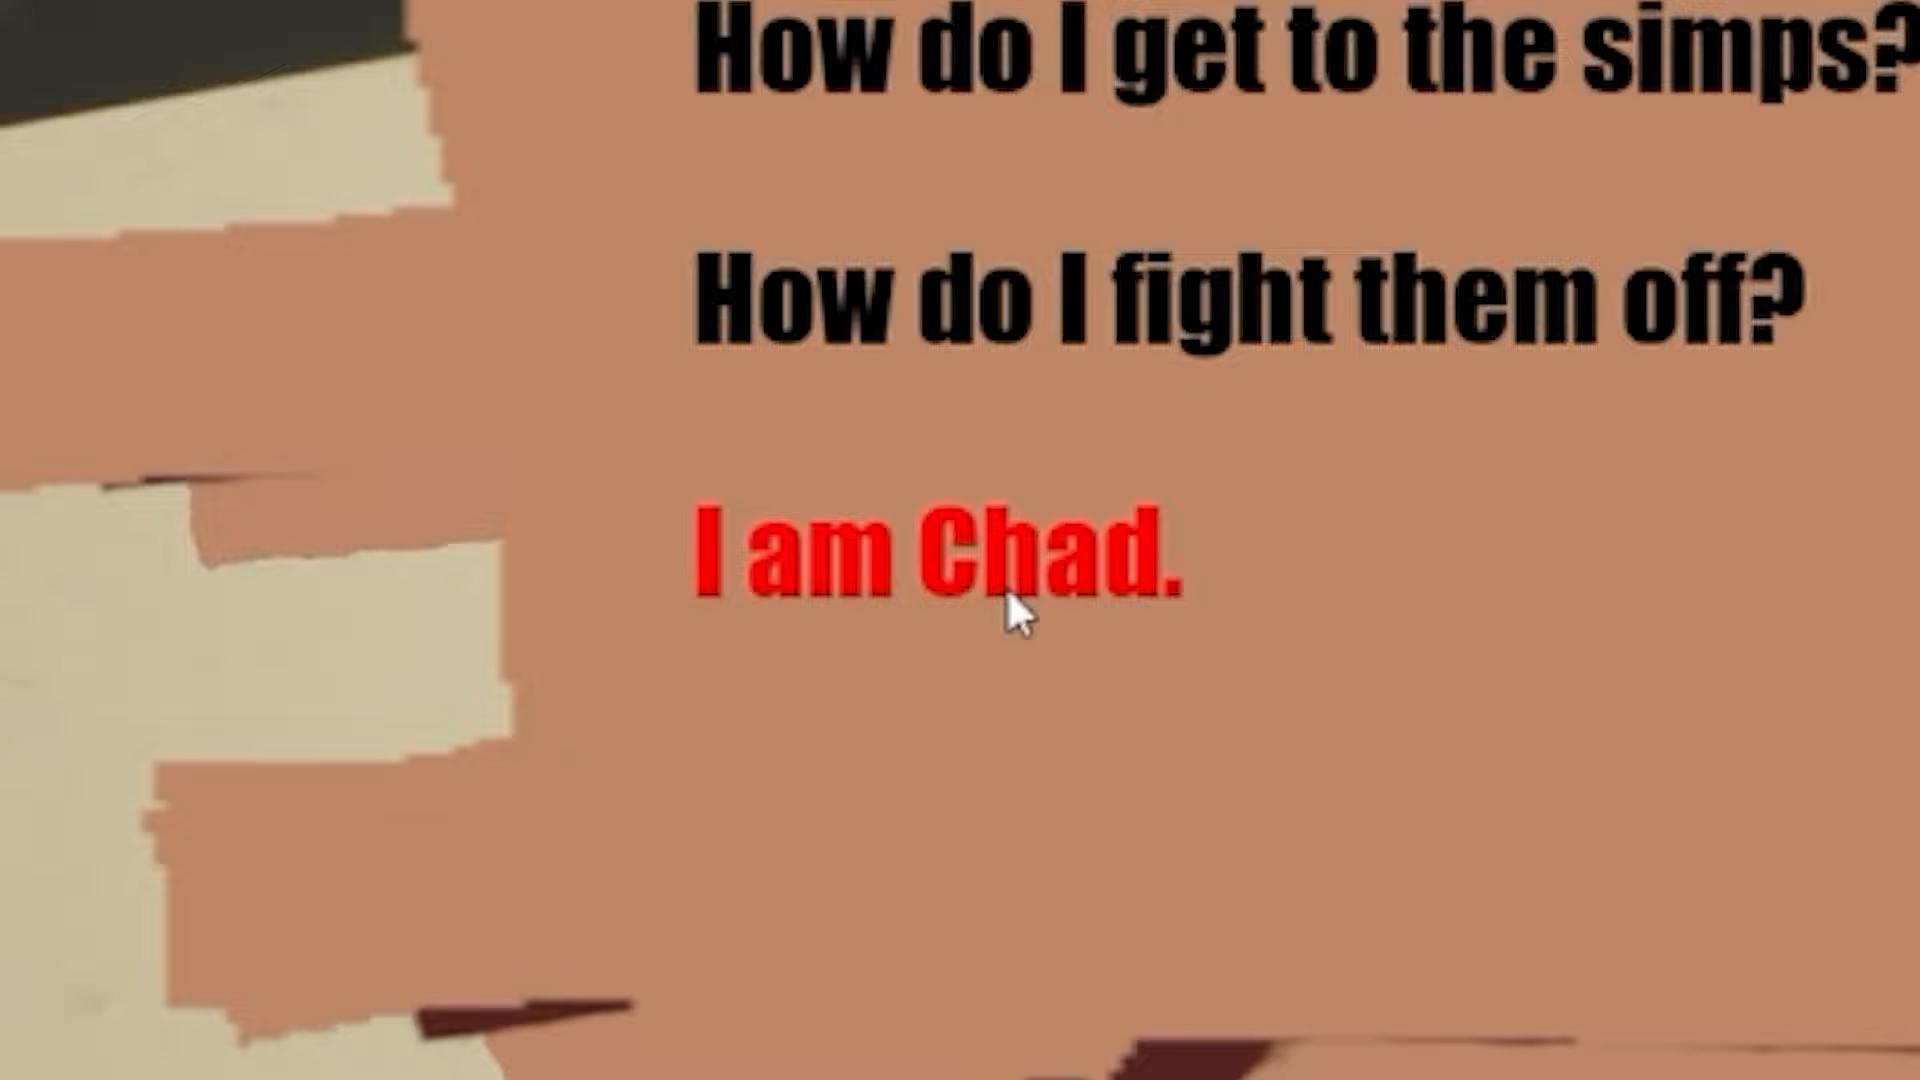 How do I get to the simps?
How do I fight them off?
I am Chad.